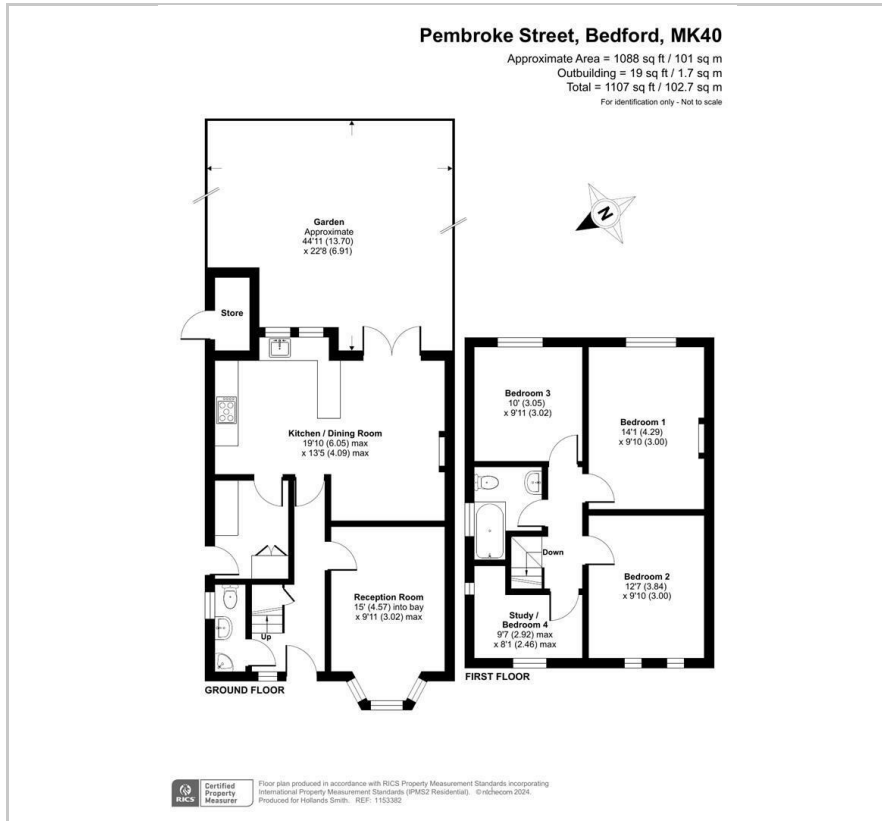 Pembroke Street, Bedford, MK40
Approximate Area = 1088 sq ft / 101 sq m
Outbuilding = 19 sq ft / 1.7 sq m
Total = 1107 sq ft / 102.7 sq m
For identification only - Not to scale
Garden
Approximate
44'11 (13.70)
x 22'8 (6.91)
N
Store
Kitchen / Dining Room
19'10 (6.05) max
x 13'5 (4.09) max
Reception Room
15' (4.57) into bay
x 9'11 (3.02) max
Up
GROUND FLOOR
Bedroom 3
10' (3.05)
x 9'11 (3.02)
Bedroom 1
14'1 (4.29)
x 9'10 (3.00)
Down
Bedroom 2
12'7 (3.84)
x 9'10 (3.00)
Study /
Bedroom 4
9'7 (2.92) max
x 8'1 (2.46) max
FIRST FLOOR
RICS
Certified
Property
Measurer
Floor plan produced in accordance with RICS Property Measurement Standards incorporating
International Property Measurement Standards (IPMS2 Residential). © nichecom 2024.
Produced for Hollands Smith. REF: 1153382